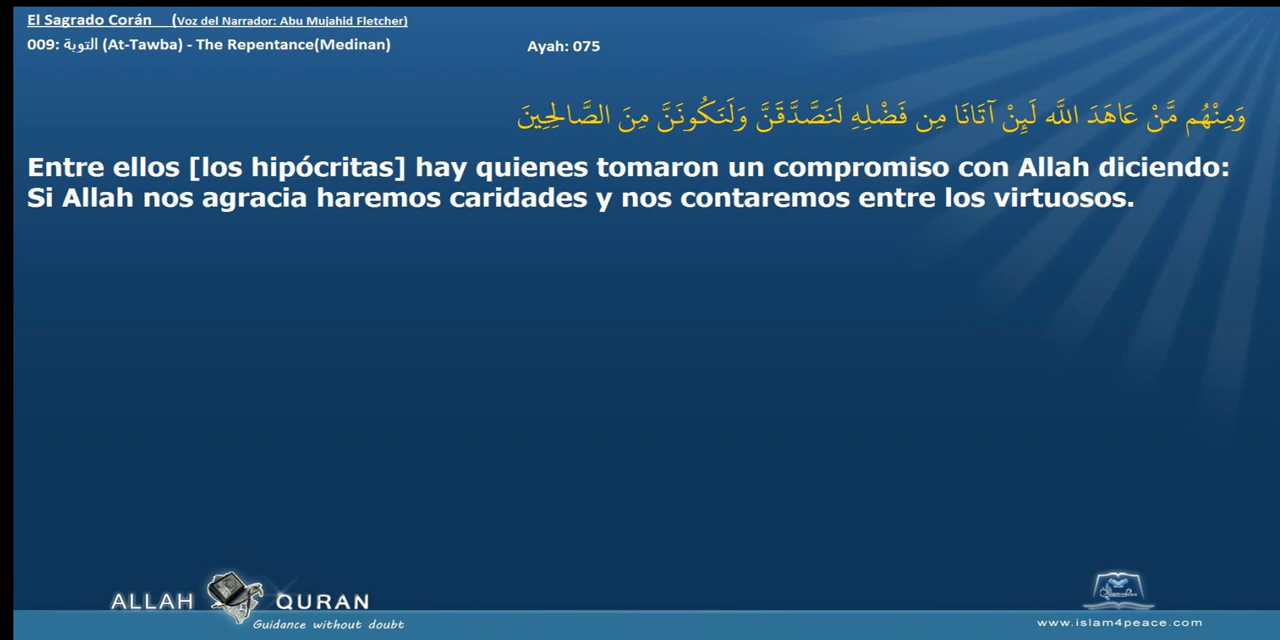 El Sagrado Corán (Voz del Narrador: Abu Mujahid Fletcher)
009: التوبة (At-Tawba) - The Repentance(Medinan) Ayah: 075
وَمِنْهُم مَّنْ عَاهَدَ اللَّه لَئِنْ آتَانَا مِن فَضْلِهِ لَنَصَّدَّقَنَّ وَلَنَكُونَنَّ مِنَ الصَّالِحِينَ
Entre ellos [los hipócritas] hay quienes tomaron un compromiso con Allah diciendo:
Si Allah nos agracia haremos caridades y nos contaremos entre los virtuosos.
ALLAH QURAN
Guidance without doubt
www.islam4peace.com